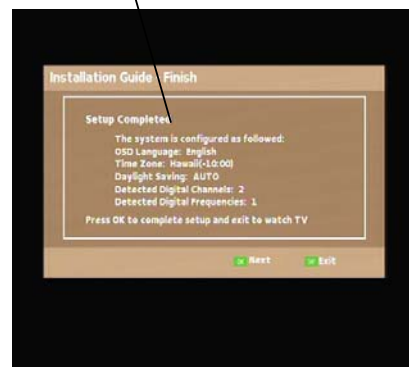 Installation Guide - Finish
Setup Completed
The system is configured as followed:
OSD Language: English
Time Zone: Hawaii(-10:00)
Daylight Saving: AUTO
Detected Digital Channels: 2
Detected Digital Frequencies: 1
Press OK to complete setup and exit to watch TV
Next Exit